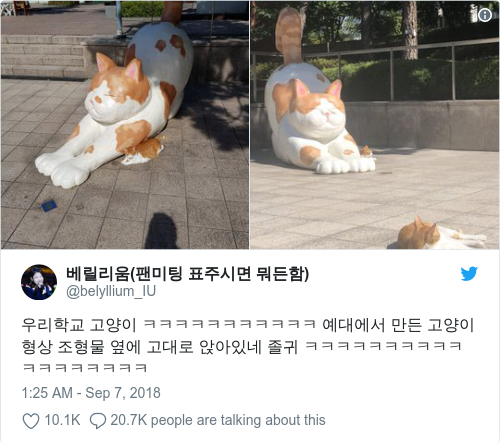 베릴리움(팬미팅 표주시면 뭐든함)
@belyllium_IU
우리학교 고양이 ㅋㅋㅋㅋㅋㅋㅋㅋㅋㅋㅋ 예대에서 만든 고양이
형상 조형물 옆에 고대로 앉아있네 졸귀 ㅋㅋㅋㅋㅋㅋㅋㅋㅋㅋ
ㅋㅋㅋㅋㅋㅋㅋㅋ
1:25 AM - Sep 7, 2018
10.1K 20.7K people are talking about this